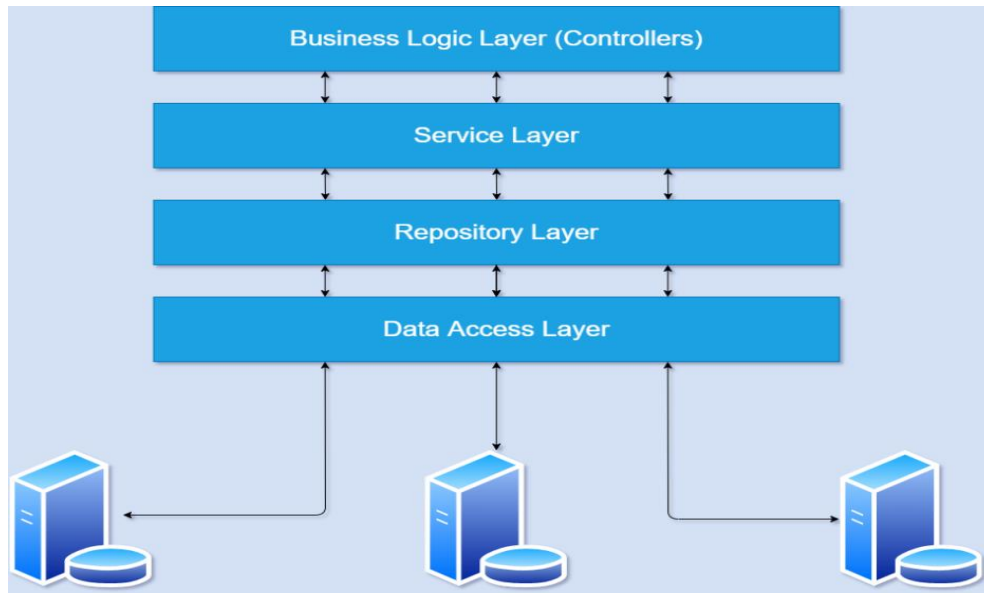 Business Logic Layer (Controllers)
Service Layer
Repository Layer
Data Access Layer